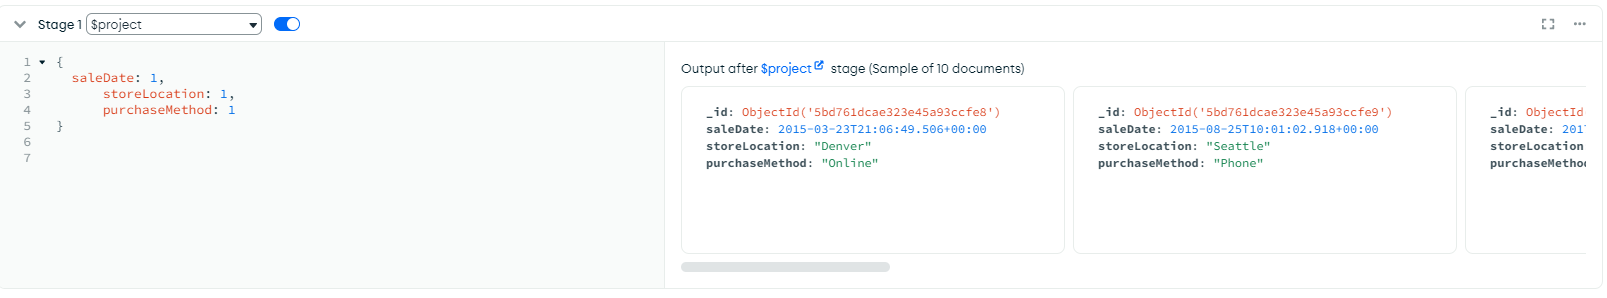 Stage 1 $project
1 {
2 saleDate: 1,
3 storeLocation: 1,
4 purchaseMethod: 1
5 }
6
7
Output after $project stage (Sample of 10 documents)
_id: ObjectId('5bd761dcae323e45a93ccfe8')
saleDate: 2015-03-23T21:06:49.506+00:00
storeLocation: "Denver"
purchaseMethod: "Online"
_id: ObjectId('5bd761dcae323e45a93ccfe9')
saleDate: 2015-08-25T10:01:02.918+00:00
storeLocation: "Seattle"
purchaseMethod: "Phone"
_id: ObjectId
saleDate: 201
storeLocation
purchaseMetho